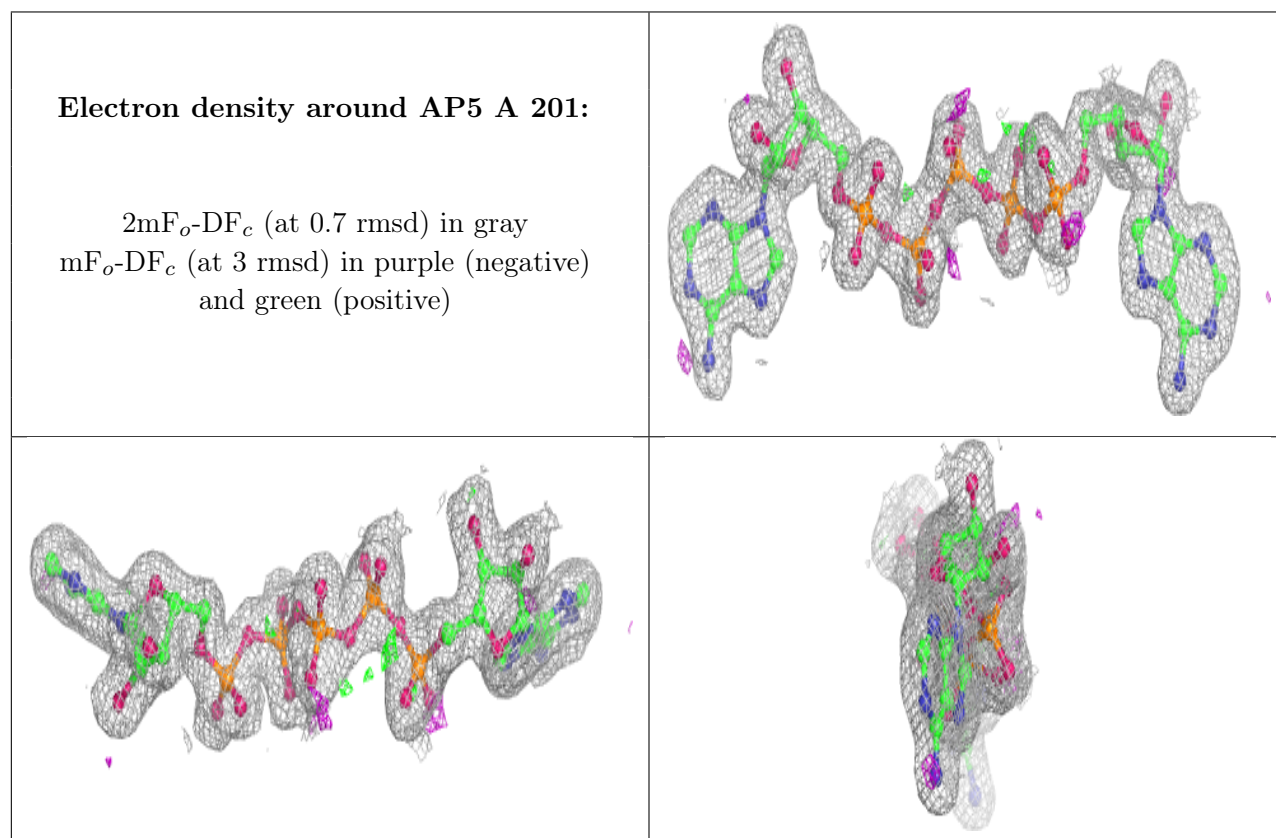 Electron density around AP5 A 201:
2mFo-DFc (at 0.7 rmsd) in gray
mFo-DFc (at 3 rmsd) in purple (negative)
and green (positive)